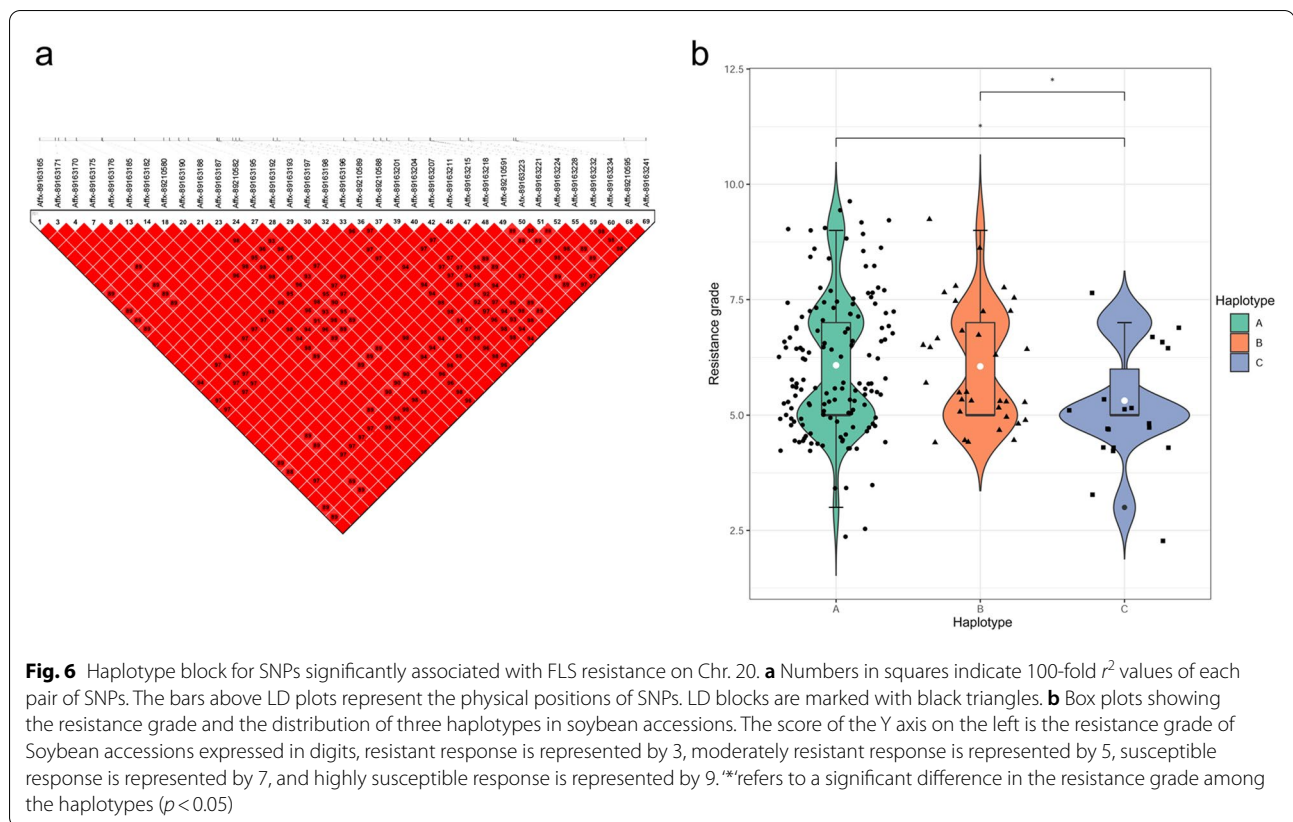 a
Affx-89163165
Affx-89163171
Affx-89163170
Affx-89163175
Affx-89163176
Affx-89163185
Affx-89163182
Affx-89210580
Affx-89163190
Affx-89163188
Affx-89163187
Affx-89210582
Affx-89163195
Affx-89163192
Affx-89163193
Affx-89163197
Affx-89163198
Affx-89163196
Affx-89210589
Affx-89210588
Affx-89163201
Affx-89163204
Affx-89163207
Affx-89163211
Affx-89163215
Affx-89163218
Affx-89210591
Affx-89163223
Affx-89163221
Affx-89163224
Affx-89163228
Affx-89163232
Affx-89163234
Affx-89210595
Affx-89163241
1 3 4 7 8 13 14 18 20 21 23 24 27 28 29 30 32 33 36 37 39 40 42 46 47 48 49 50 51 52 55 59 60 68 69
b
12.5
10.0
7.5
5.0
2.5
Resistance grade
*
*
A B C
Haplotype
Haplotype
A
B
C
Fig. 6 Haplotype block for SNPs significantly associated with FLS resistance on Chr. 20. a Numbers in squares indicate 100-fold r² values of each
pair of SNPs. The bars above LD plots represent the physical positions of SNPs. LD blocks are marked with black triangles. b Box plots showing
the resistance grade and the distribution of three haplotypes in soybean accessions. The score of the Y axis on the left is the resistance grade of
Soybean accessions expressed in digits, resistant response is represented by 3, moderately resistant response is represented by 5, susceptible
response is represented by 7, and highly susceptible response is represented by 9. ‘*’refers to a significant difference in the resistance grade among
the haplotypes (p < 0.05)